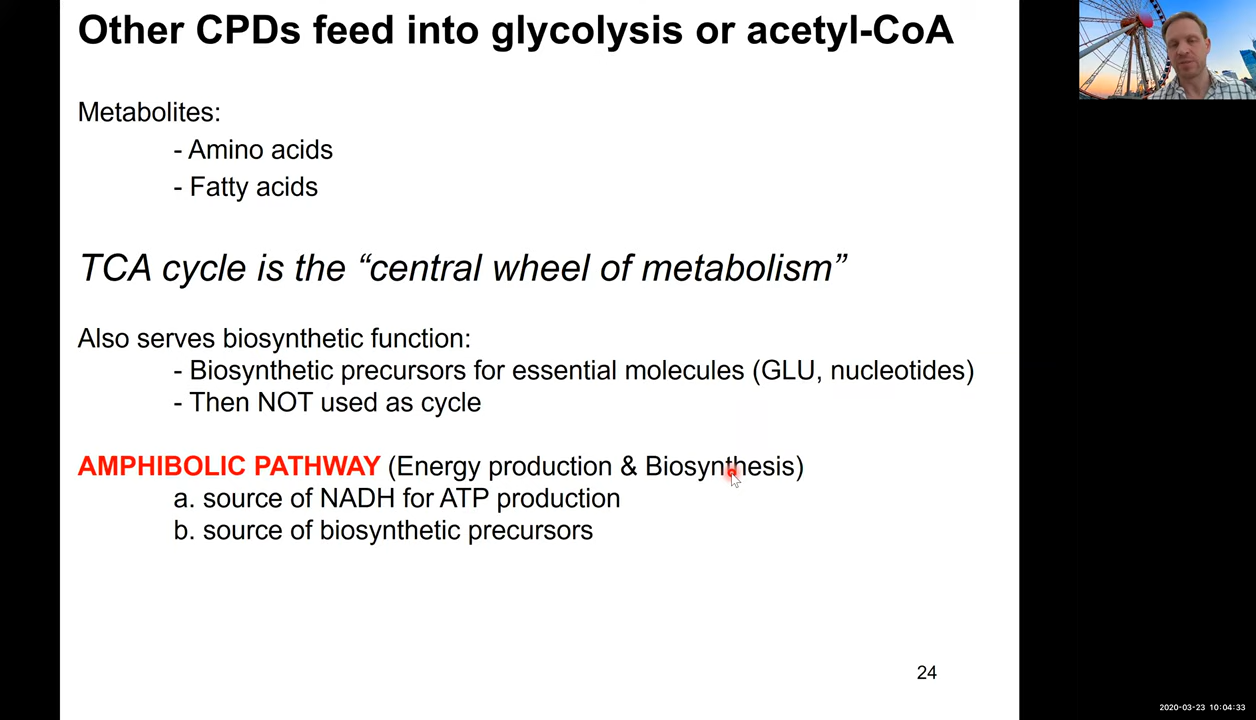 Other CPDs feed into glycolysis or acetyl-CoA
Metabolites:
- Amino acids
- Fatty acids
TCA cycle is the “central wheel of metabolism”
Also serves biosynthetic function:
- Biosynthetic precursors for essential molecules (GLU, nucleotides)
- Then NOT used as cycle
AMPHIBOLIC PATHWAY (Energy production & Biosynthesis)
a. source of NADH for ATP production
b. source of biosynthetic precursors
24
2020-03-23 10:04:33